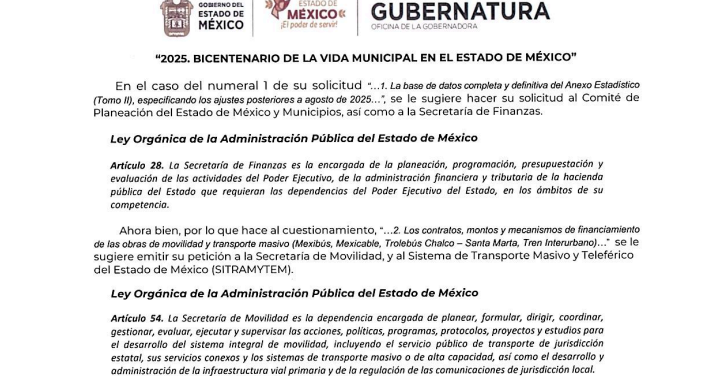 GOBIERNO DEL
ESTADO DE
MÉXICO
ESTADO DE
MÉXICO
¡El poder de servir!
GUBERNATURA
OFICINA DE LA GOBERNADORA
“2025. BICENTENARIO DE LA VIDA MUNICIPAL EN EL ESTADO DE MÉXICO”
En el caso del numeral 1 de su solicitud “…1. La base de datos completa y definitiva del Anexo Estadístico
(Tomo II), especificando los ajustes posteriores a agosto de 2025…”, se le sugiere hacer su solicitud al Comité de
Planeación del Estado de México y Municipios, así como a la Secretaría de Finanzas.
Ley Orgánica de la Administración Pública del Estado de México
Artículo 28. La Secretaría de Finanzas es la encargada de la planeación, programación, presupuestación y
evaluación de las actividades del Poder Ejecutivo, de la administración financiera y tributaria de la hacienda
pública del Estado que requieran las dependencias del Poder Ejecutivo del Estado, en los ámbitos de su
competencia.
Ahora bien, por lo que hace al cuestionamiento, “…2. Los contratos, montos y mecanismos de financiamiento
de las obras de movilidad y transporte masivo (Mexibús, Mexicable, Trolebús Chalco – Santa Marta, Tren Interurbano)…” se le
sugiere emitir su petición a la Secretaría de Movilidad, y al Sistema de Transporte Masivo y Teleférico
del Estado de México (SITRAMYTEM).
Ley Orgánica de la Administración Pública del Estado de México
Artículo 54. La Secretaría de Movilidad es la dependencia encargada de planear, formular, dirigir, coordinar,
gestionar, evaluar, ejecutar y supervisar las acciones, políticas, programas, protocolos, proyectos y estudios para
el desarrollo del sistema integral de movilidad, incluyendo el servicio público de transporte de jurisdicción
estatal, sus servicios conexos y los sistemas de transporte masivo o de alta capacidad, así como el desarrollo y
administración de la infraestructura vial primaria y de la regulación de las comunicaciones de jurisdicción local.